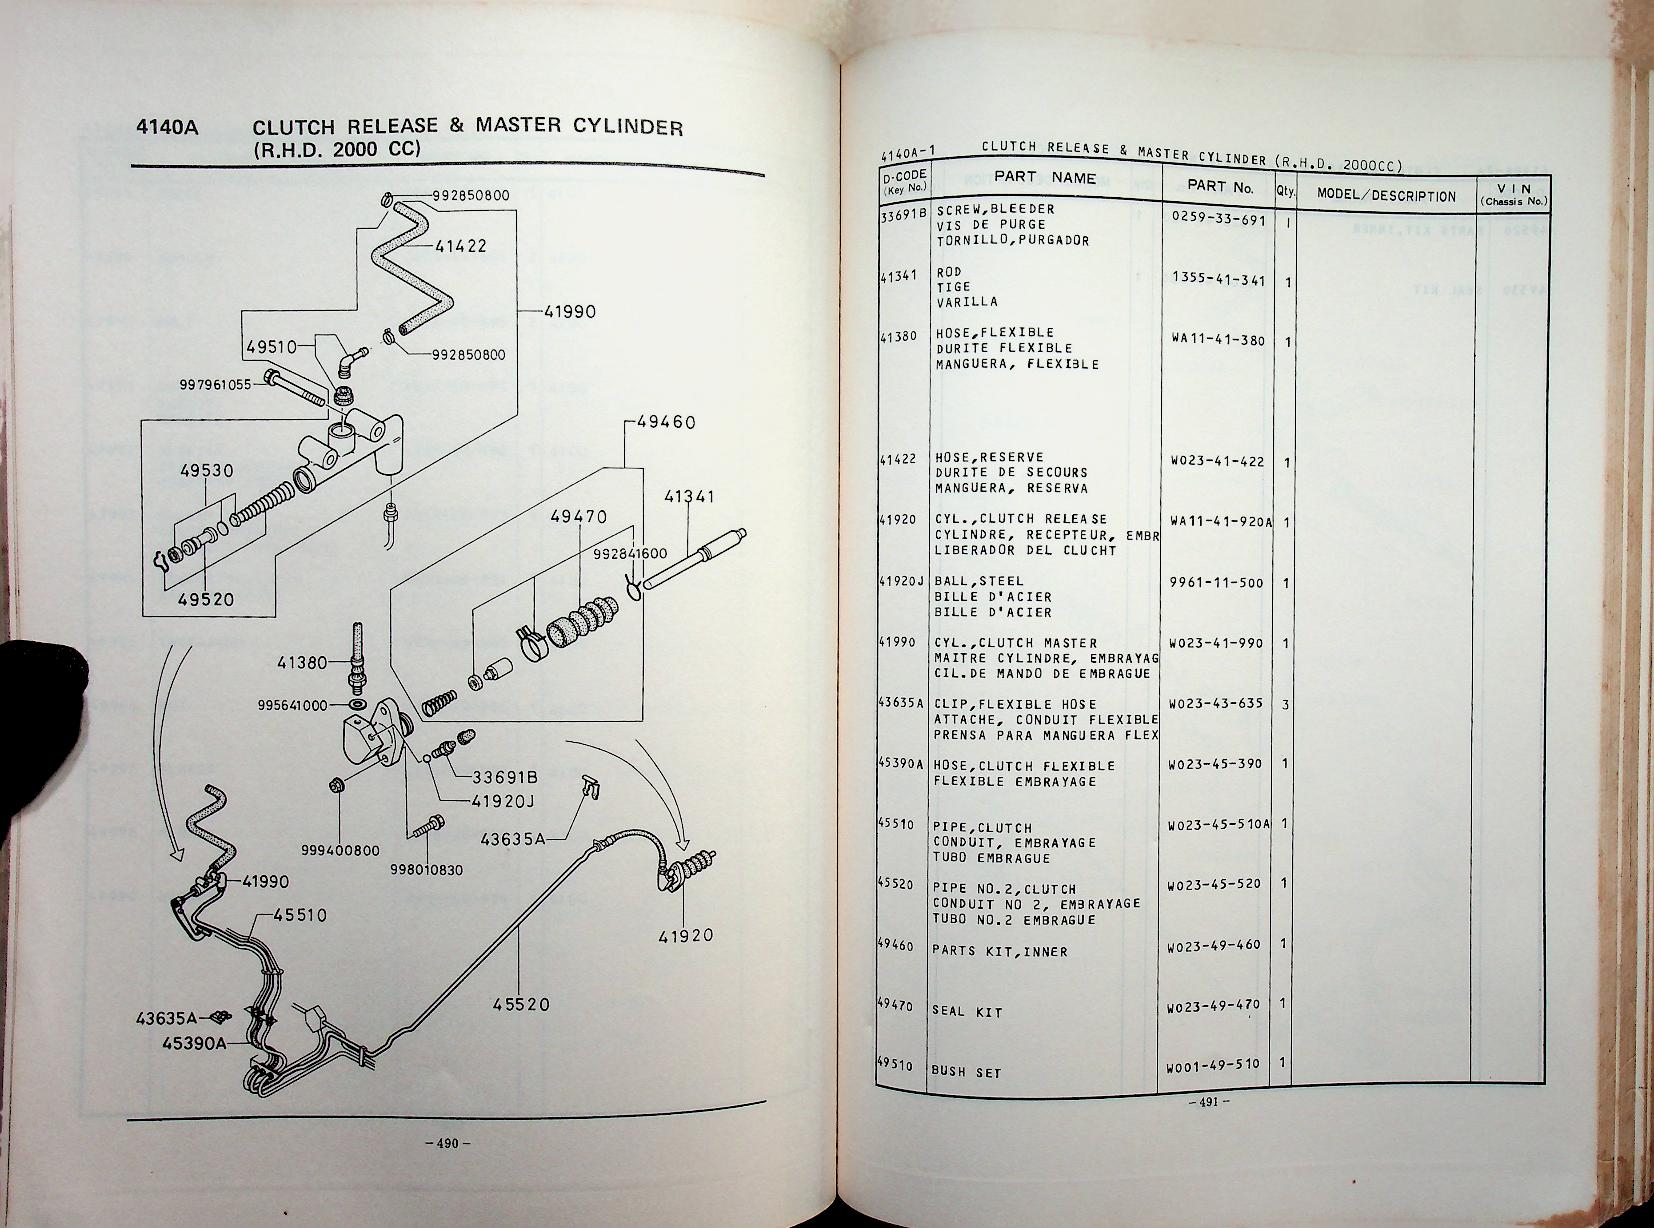 4140A CLUTCH RELEASE & MASTER CYLINDER
(R.H.D. 2000 CC)
992850800
41422
41990
49510
992850800
997961055
49460
49530
41341
49470
992841600
49520
41380
995641000
33691B
41920J
43635A
999400800
998010830
41990
45510
41920
45520
43635A
45390A
-490-
4140A-1 CLUTCH RELEASE & MASTER CYLINDER (R.H.D. 2000CC)
D-CODE (Key No.) PART NAME PART No. Qty. MODEL/DESCRIPTION VIN (Chassis No.)
33691B SCREW,BLEEDER 0259-33-691 1
VIS DE PURGE
TORNILLO,PURGADOR
41341 ROD 1355-41-341 1
TIGE
VARILLA
41380 HOSE,FLEXIBLE WA11-41-380 1
DURITE FLEXIBLE
MANGUERA, FLEXIBLE
41422 HOSE,RESERVE W023-41-422 1
DURITE DE SECOURS
MANGUERA, RESERVA
41920 CYL.,CLUTCH RELEASE WA11-41-920A 1
CYLINDRE, RECEPTEUR, EMBR
LIBERADOR DEL CLUCHT
41920J BALL,STEEL 9961-11-500 1
BILLE D'ACIER
BILLE D'ACIER
41990 CYL.,CLUTCH MASTER W023-41-990 1
MAITRE CYLINDRE, EMBRAYAG
CIL.DE MANDO DE EMBRAGUE
43635A CLIP,FLEXIBLE HOSE W023-43-635 3
ATTACHE, CONDUIT FLEXIBLE
PRENSA PARA MANGUERA FLEX
45390A HOSE,CLUTCH FLEXIBLE W023-45-390 1
FLEXIBLE EMBRAYAGE
45510 PIPE,CLUTCH W023-45-510A 1
CONDUIT, EMBRAYAGE
TUBO EMBRAGUE
45520 PIPE NO.2,CLUTCH W023-45-520 1
CONDUIT NO 2, EMBRAYAGE
TUBO NO.2 EMBRAGUE
49460 PARTS KIT,INNER W023-49-460 1
49470 SEAL KIT W023-49-470 1
49510 BUSH SET W001-49-510 1
-491-